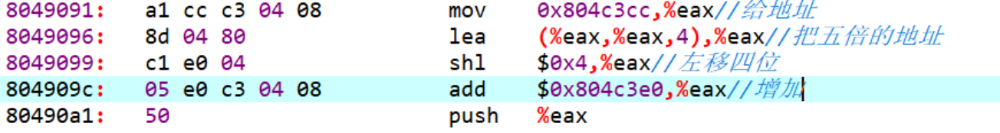 8049091: a1 cc c3 04 08 mov 0x804c3cc,%eax//给地址
8049096: 8d 04 80 lea (%eax,%eax,4),%eax//把五倍的地址
8049099: c1 e0 04 shl $0x4,%eax//左移四位
804909c: 05 e0 c3 04 08 add $0x804c3e0,%eax//增加
80490a1: 50 push %eax